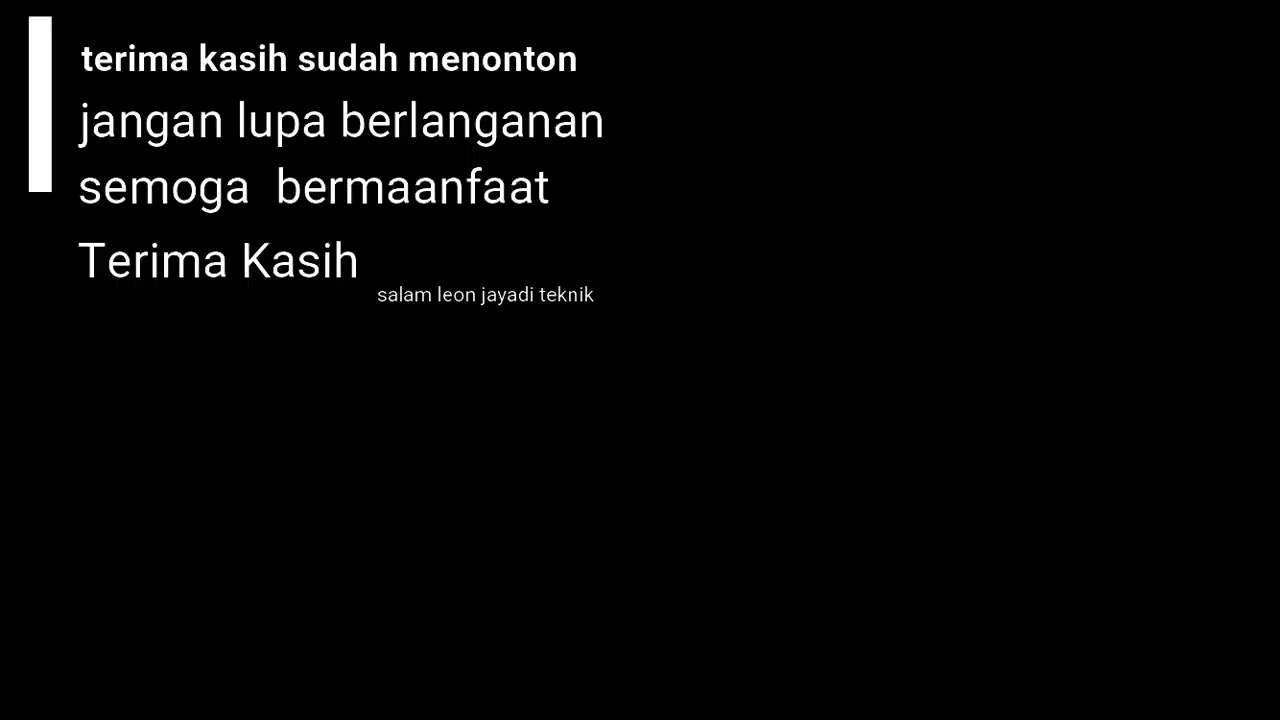 terima kasih sudah menonton
jangan lupa berlanganan
semoga  bermaanfaat
Terima Kasih
salam leon jayadi teknik